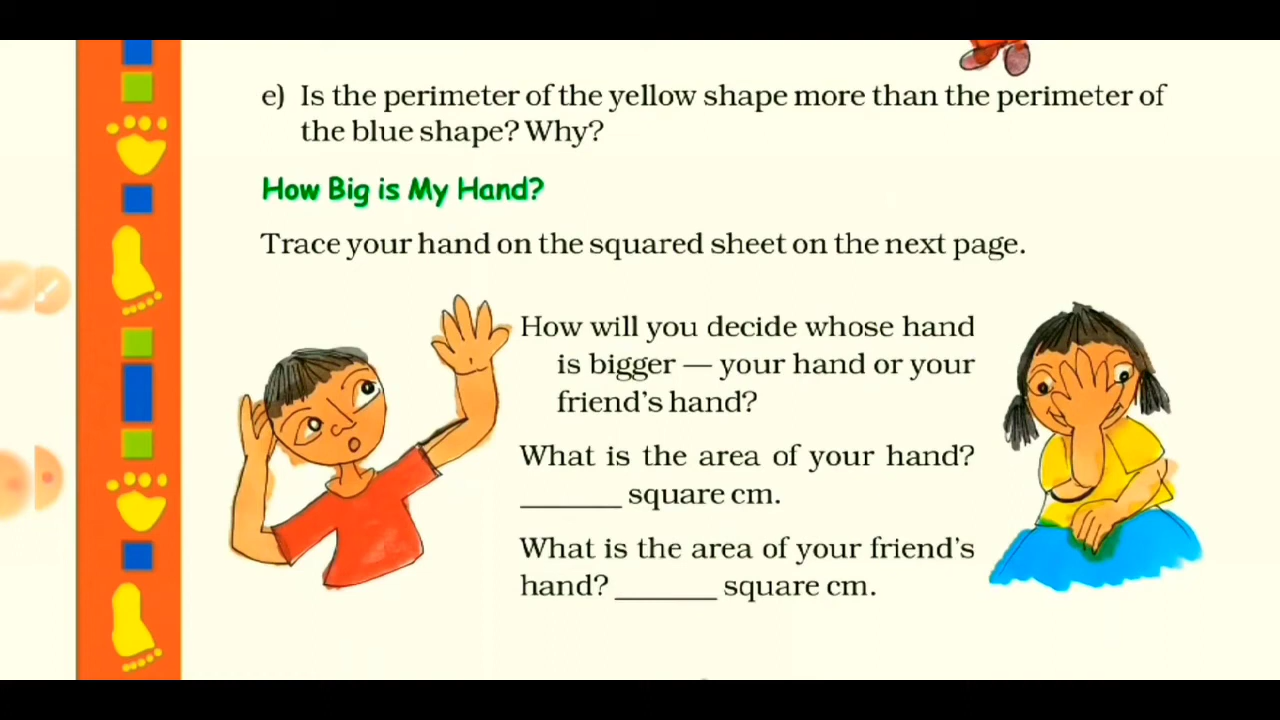 e) Is the perimeter of the yellow shape more than the perimeter of
the blue shape? Why?
How Big is My Hand?
Trace your hand on the squared sheet on the next page.
How will you decide whose hand
is bigger — your hand or your
friend's hand?
What is the area of your hand?
_______ square cm.
What is the area of your friend's
hand? _______ square cm.